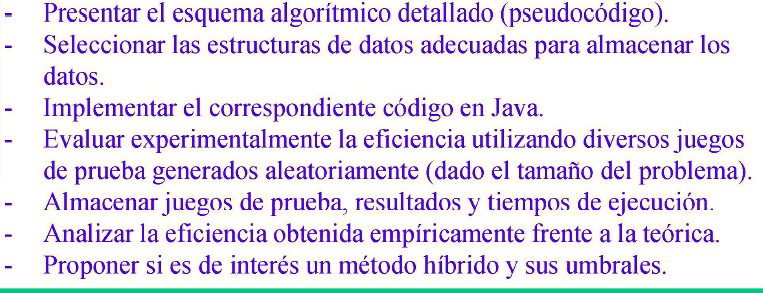 - Presentar el esquema algorítmico detallado (pseudocódigo).
- Seleccionar las estructuras de datos adecuadas para almacenar los
datos.
- Implementar el correspondiente código en Java.
- Evaluar experimentalmente la eficiencia utilizando diversos juegos
de prueba generados aleatoriamente (dado el tamaño del problema).
- Almacenar juegos de prueba, resultados y tiempos de ejecución.
- Analizar la eficiencia obtenida empíricamente frente a la teórica.
- Proponer si es de interés un método híbrido y sus umbrales.